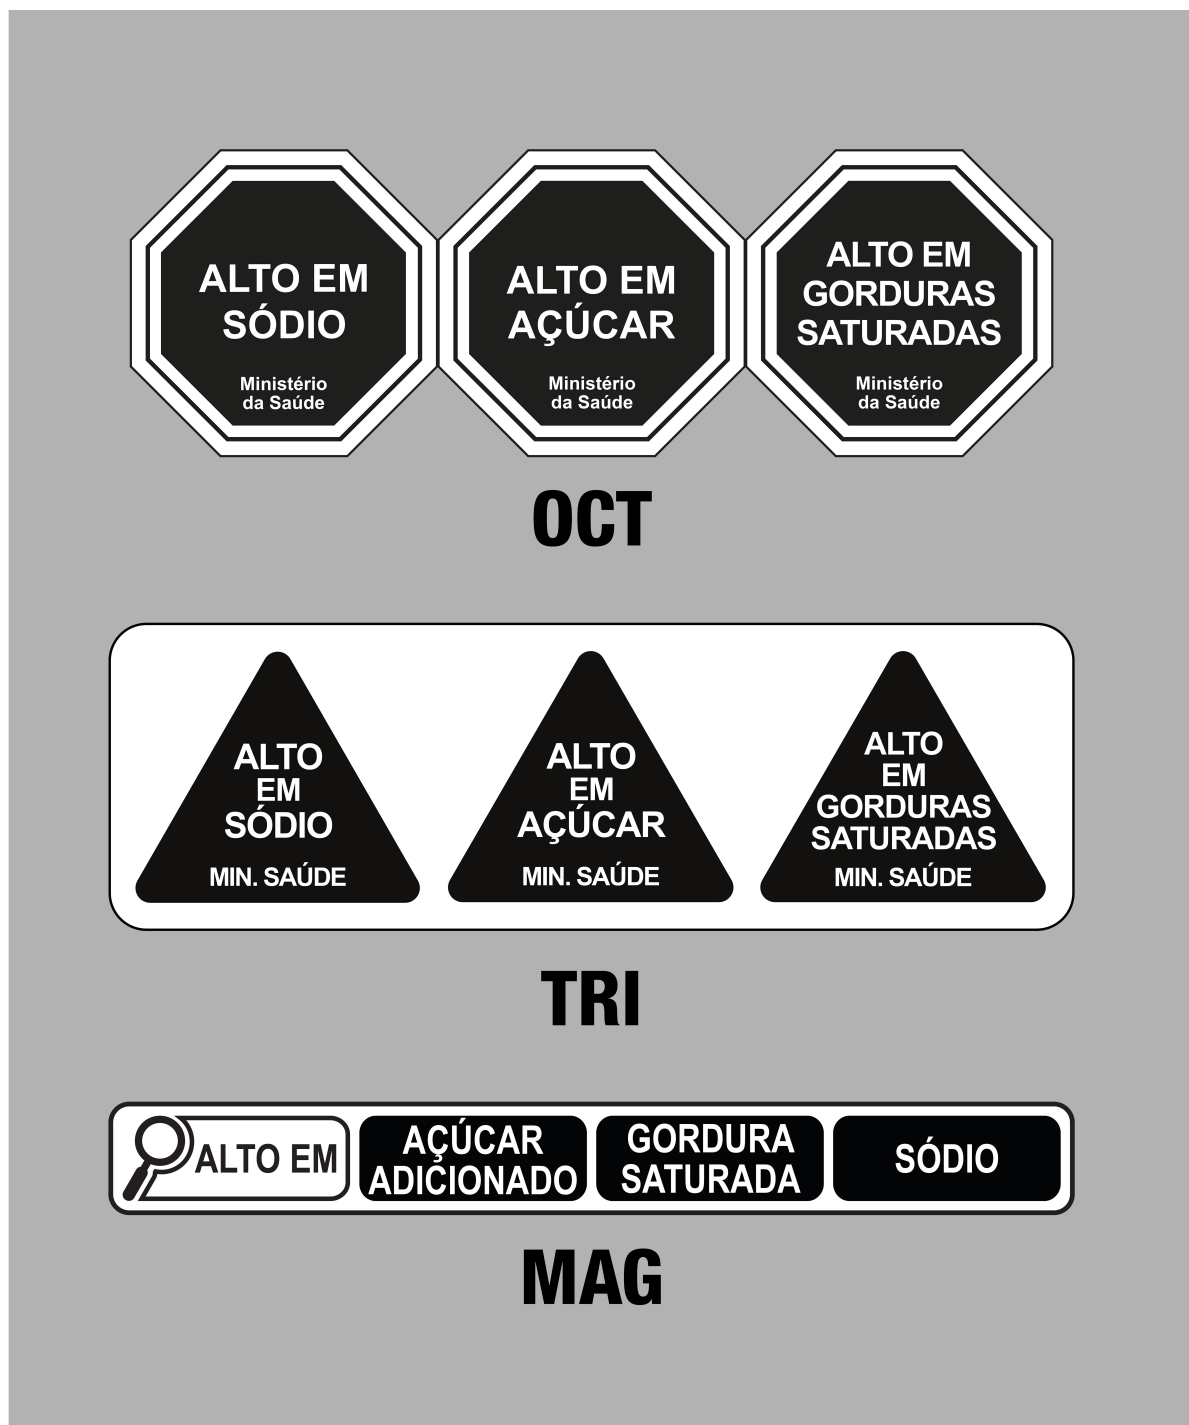 ALTO EM
SÓDIO
Ministério
da Saúde
ALTO EM
AÇÚCAR
Ministério
da Saúde
ALTO EM
GORDURAS
SATURADAS
Ministério
da Saúde
OCT
ALTO
EM
SÓDIO
MIN. SAÚDE
ALTO
EM
AÇÚCAR
MIN. SAÚDE
ALTO
EM
GORDURAS
SATURADAS
MIN. SAÚDE
TRI
ALTO EM
AÇÚCAR
ADICIONADO
GORDURA
SATURADA
SÓDIO
MAG